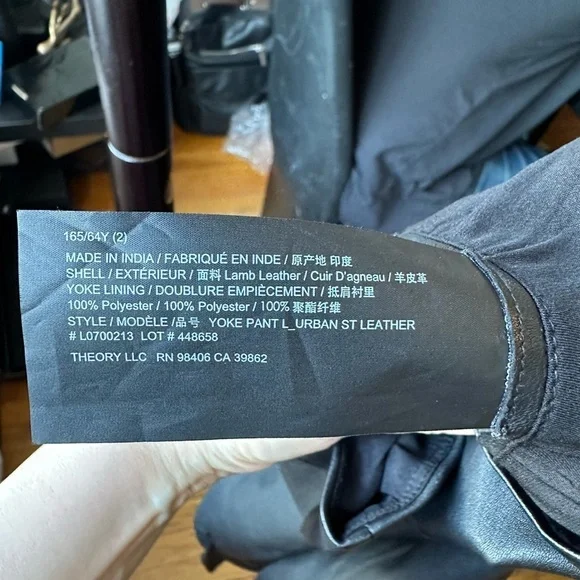 165/64Y (2)
MADE IN INDIA / FABRIQUÉ EN INDE / 原产地 印度
SHELL / EXTÉRIEUR / 面料 Lamb Leather / Cuir D'agneau / 羊皮革
YOKE LINING / DOUBLURE EMPIÈCEMENT / 抵肩衬里
100% Polyester / 100% Polyester / 100% 聚酯纤维
STYLE / MODÈLE /品号 YOKE PANT L_URBAN ST LEATHER
# L0700213 LOT # 448658
THEORY LLC RN 98406 CA 39862